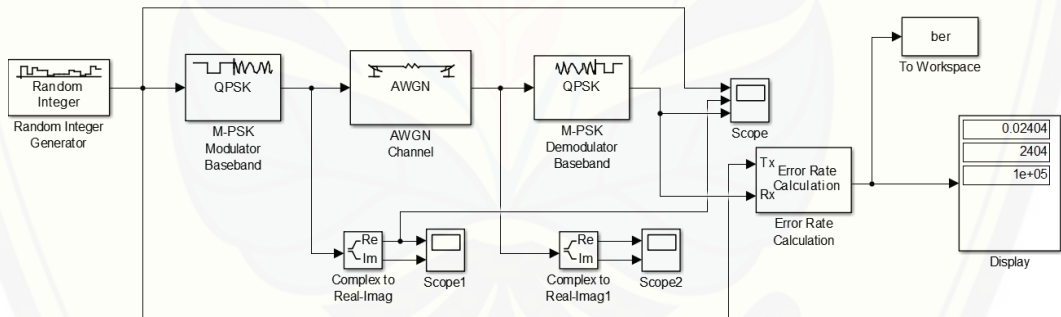 Random
Integer
Random Integer
Generator
QPSK
M-PSK
Modulator
Baseband
AWGN
AWGN
Channel
QPSK
M-PSK
Demodulator
Baseband
Scope
ber
To Workspace
Tx
Rx
Error Rate
Calculation
Error Rate
Calculation
0.02404
2404
1e+05
Display
Re
Im
Complex to
Real-Imag
Scope1
Re
Im
Complex to
Real-Imag1
Scope2